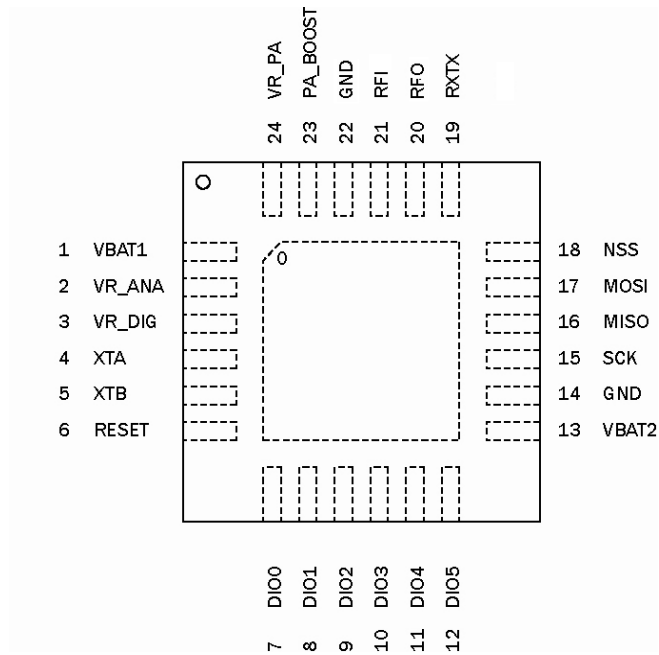 VR_PA
PA_BOOST
GND
RFI
RFO
RXTX
24
23
22
21
20
19
1 VBAT1
2 VR_ANA
3 VR_DIG
4 XTA
5 XTB
6 RESET
0
18 NSS
17 MOSI
16 MISO
15 SCK
14 GND
13 VBAT2
DIO0
DIO1
DIO2
DIO3
DIO4
DIO5
7
8
9
10
11
12